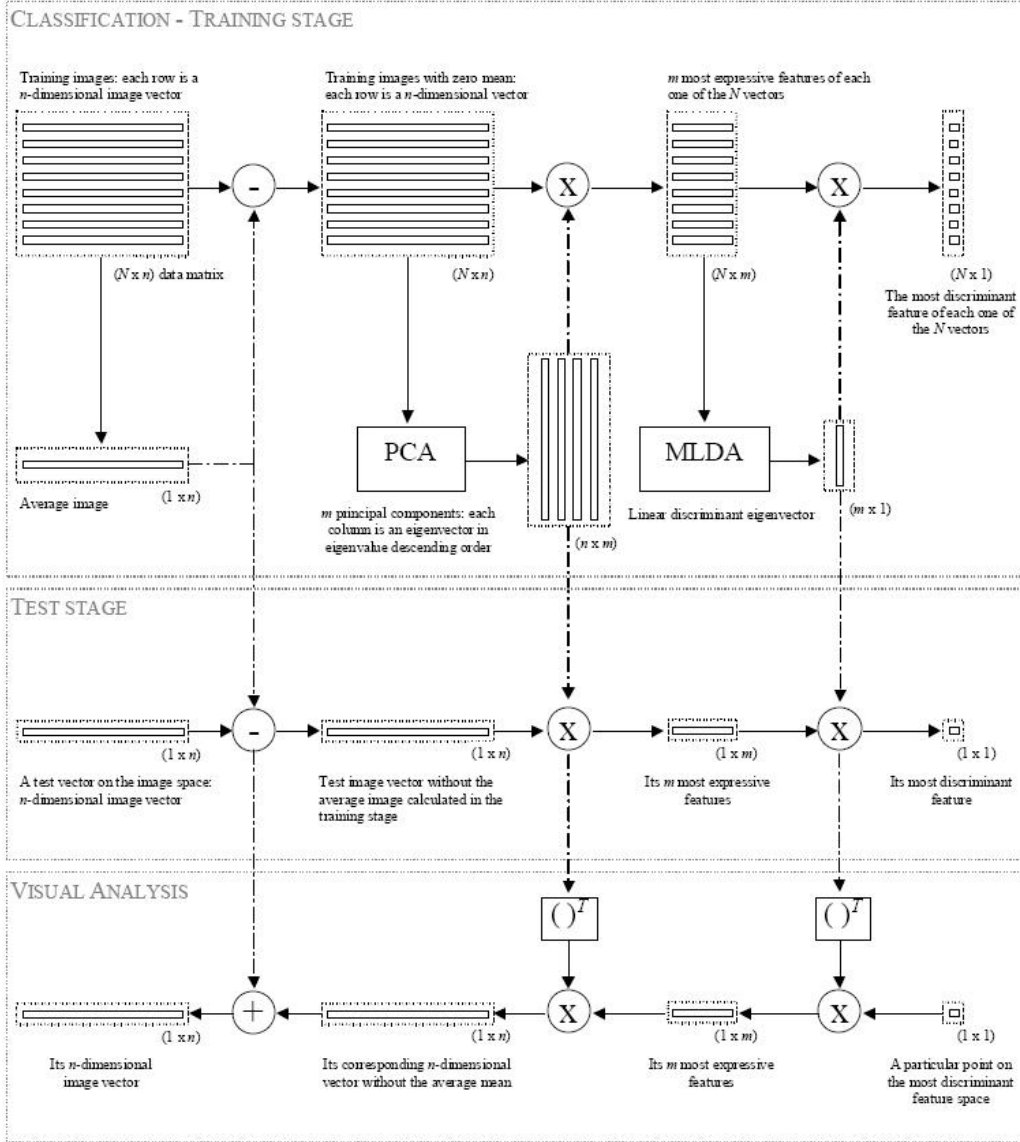 CLASSIFICATION - TRAINING STAGE
Training images: each row is a
n-dimensional image vector
Training images with zero mean:
each row is a n-dimensional vector
m most expressive features of each
one of the N vectors
-
X
X
(N x n) data matrix
(N x n)
(N x m)
(N x 1)
The most discriminant
feature of each one of
the N vectors
PCA
MLDA
Average image
(1 x n)
m principal components: each
column is an eigenvector in
eigenvalue descending order
(n x m)
Linear discriminant eigenvector
(m x 1)
TEST STAGE
-
X
X
(1 x n)
(1 x n)
(1 x m)
(1 x 1)
A test vector on the image space:
n-dimensional image vector
Test image vector without the
average image calculated in the
training stage
Its m most expressive
features
Its most discriminant
feature
VISUAL ANALYSIS
( )T
( )T
+
X
X
(1 x n)
(1 x n)
(1 x m)
(1 x 1)
Its n-dimensional
image vector
Its corresponding n-dimensional
vector without the average mean
Its m most expressive
features
A particular point on
the most discriminant
feature space